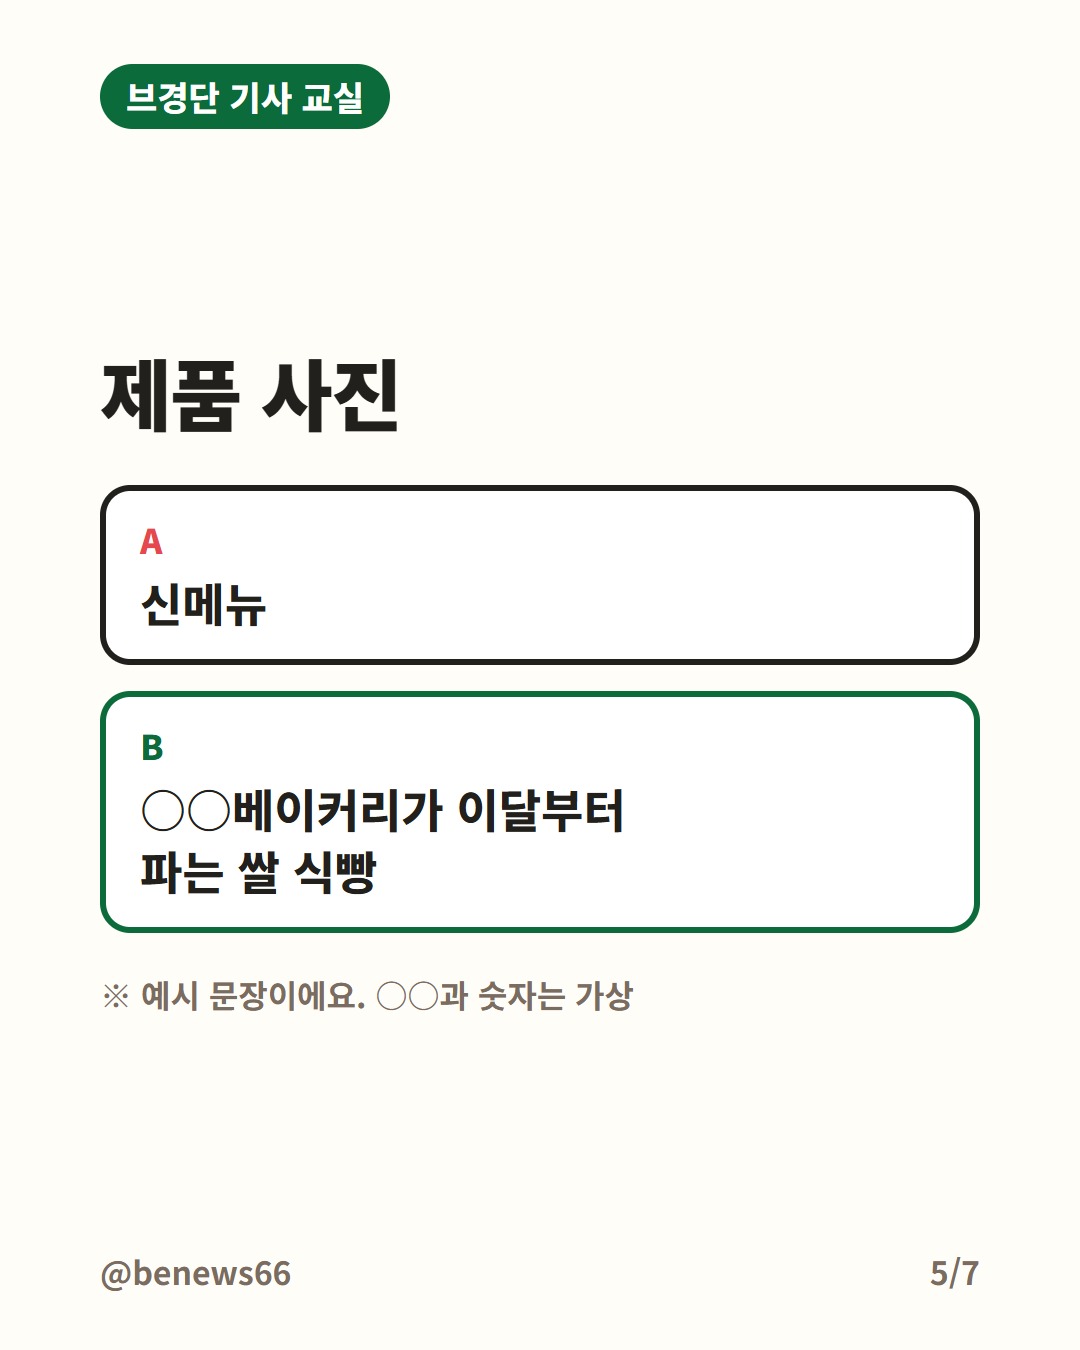 브경단 기사 교실
제품 사진
A
신메뉴
B
○○베이커리가 이달부터
파는 쌀 식빵
※ 예시 문장이에요. ○○과 숫자는 가상
@benews66
5/7